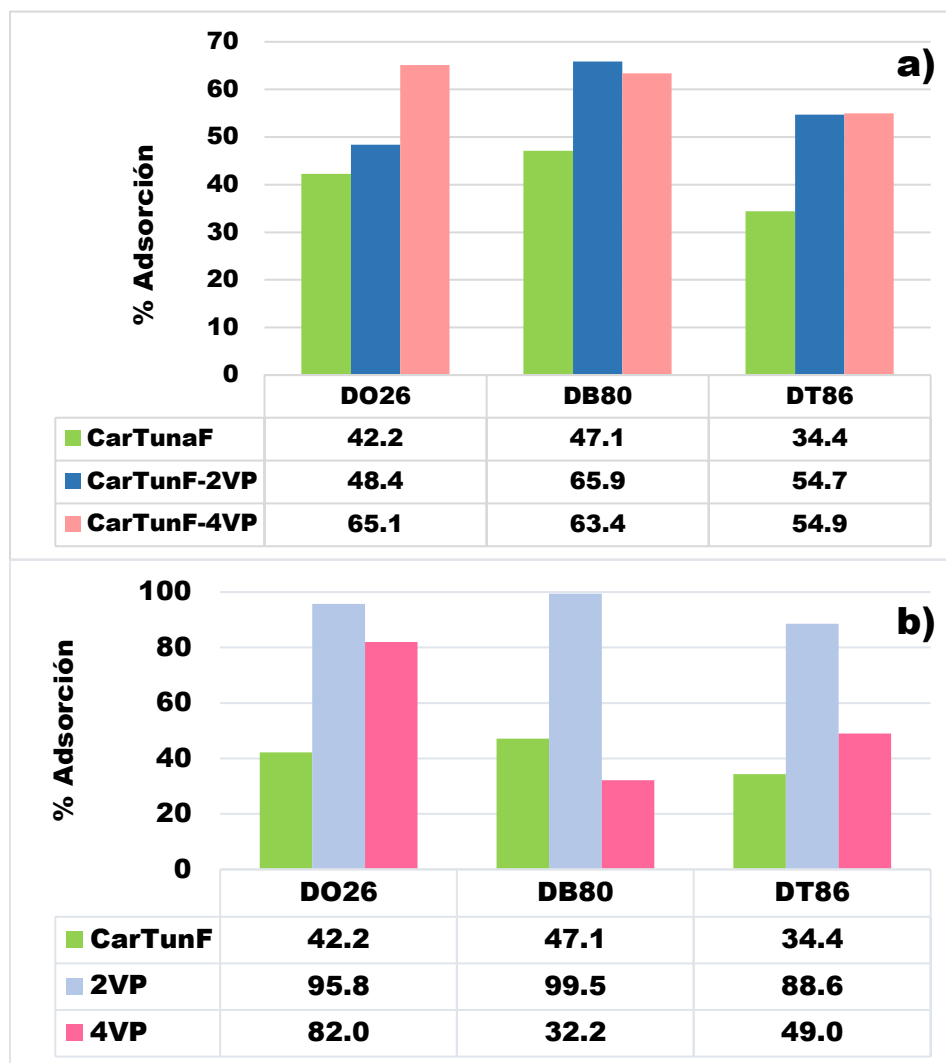 a)
% Adsorción
70
60
50
40
30
20
10
0
DO26 DB80 DT86
CarTunaF 42.2 47.1 34.4
CarTunF-2VP 48.4 65.9 54.7
CarTunF-4VP 65.1 63.4 54.9
b)
% Adsorción
100
80
60
40
20
0
DO26 DB80 DT86
CarTunF 42.2 47.1 34.4
2VP 95.8 99.5 88.6
4VP 82.0 32.2 49.0